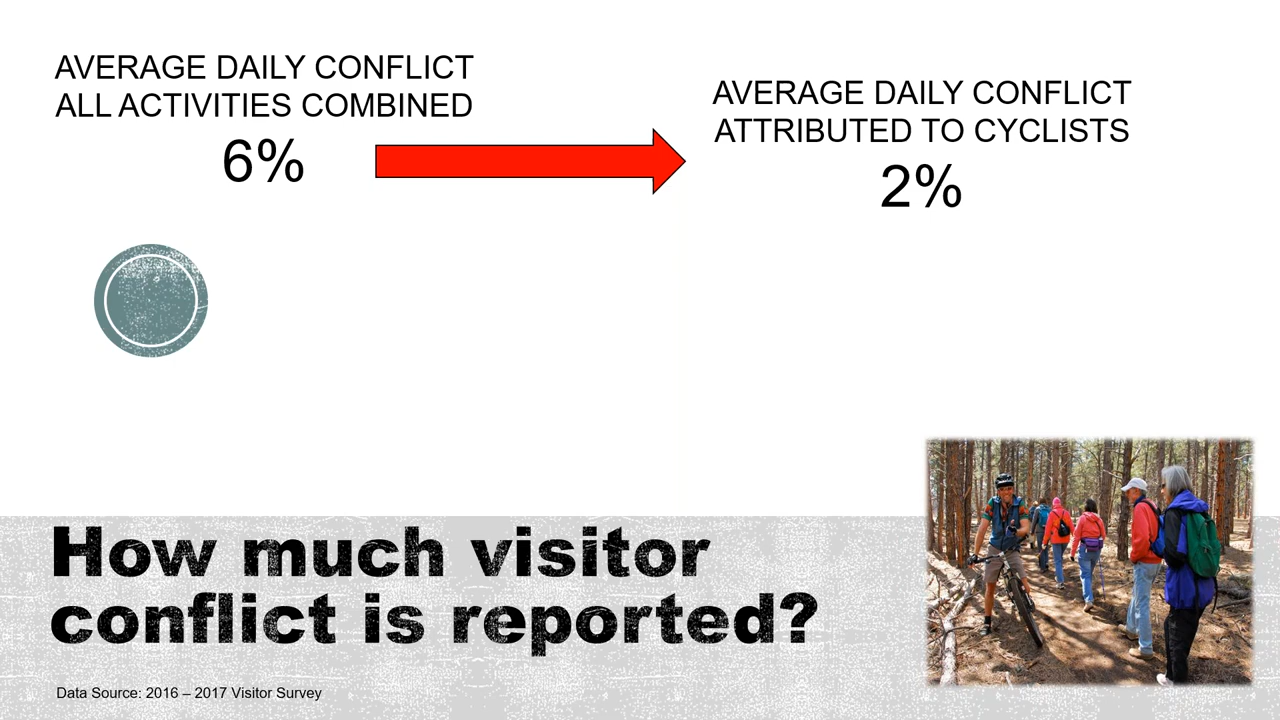 AVERAGE DAILY CONFLICT
ALL ACTIVITIES COMBINED
6%
AVERAGE DAILY CONFLICT
ATTRIBUTED TO CYCLISTS
2%
How much visitor
conflict is reported?
Data Source: 2016 – 2017 Visitor Survey